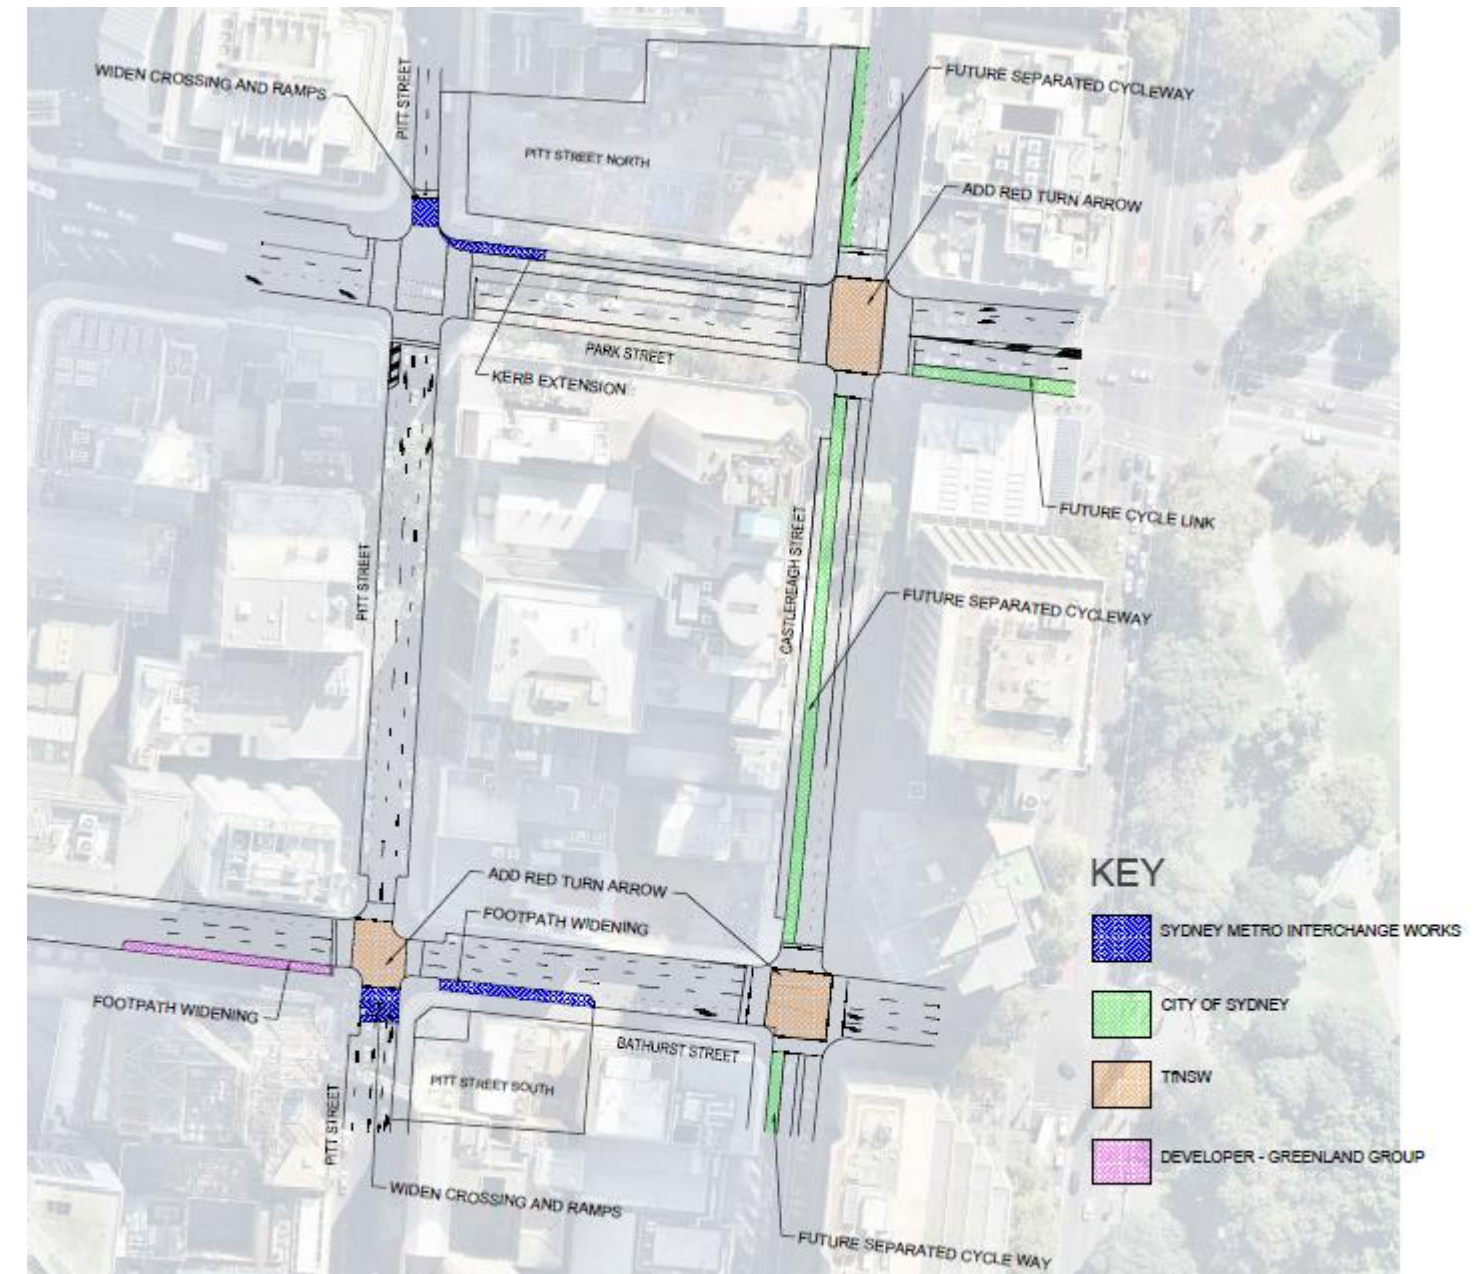 PITT STREET
WIDEN CROSSING AND RAMPS
FUTURE SEPARATED CYCLEWAY
PITT STREET NORTH
ADD RED TURN ARROW
PARK STREET
KERB EXTENSION
FUTURE CYCLE LINK
CASTLEREAGH STREET
PITT STREET
FUTURE SEPARATED CYCLEWAY
KEY
ADD RED TURN ARROW
FOOTPATH WIDENING
SYDNEY METRO INTERCHANGE WORKS
FOOTPATH WIDENING
CITY OF SYDNEY
BATHURST STREET
TfNSW
PITT STREET SOUTH
PITT STREET
DEVELOPER - GREENLAND GROUP
WIDEN CROSSING AND RAMPS
FUTURE SEPARATED CYCLE WAY